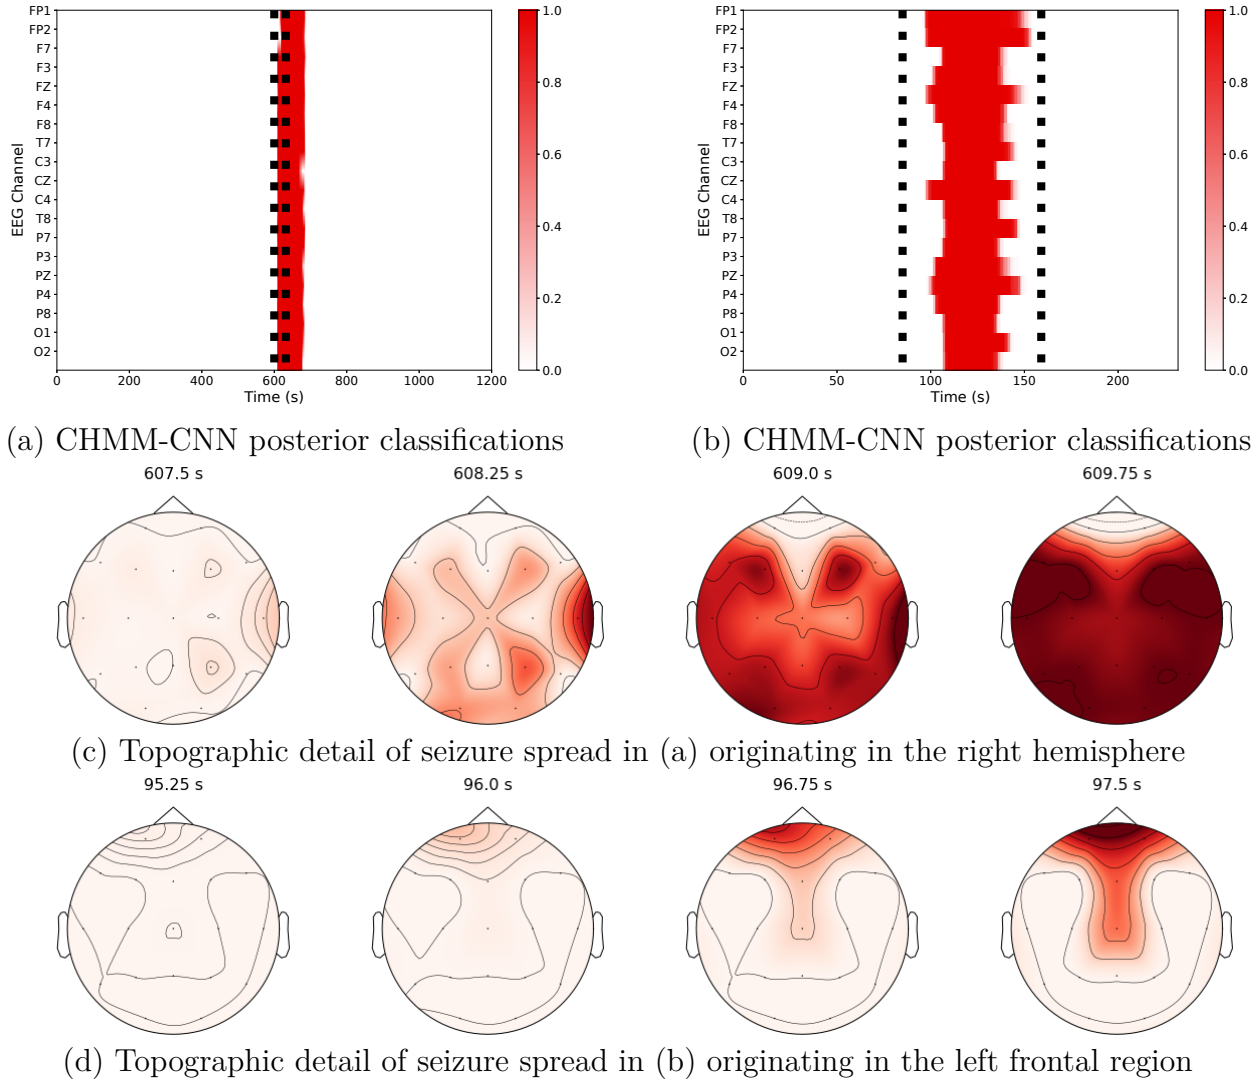 FP1
FP2
F7
F3
FZ
F4
F8
T7
C3
CZ
C4
T8
P7
P3
PZ
P4
P8
O1
O2
EEG Channel
0 200 400 600 800 1000 1200
Time (s)
1.0
0.8
0.6
0.4
0.2
0.0
FP1
FP2
F7
F3
FZ
F4
F8
T7
C3
CZ
C4
T8
P7
P3
PZ
P4
P8
O1
O2
EEG Channel
0 50 100 150 200
Time (s)
1.0
0.8
0.6
0.4
0.2
0.0
(a) CHMM-CNN posterior classifications
(b) CHMM-CNN posterior classifications
607.5 s 608.25 s 609.0 s 609.75 s
(c) Topographic detail of seizure spread in (a) originating in the right hemisphere
95.25 s 96.0 s 96.75 s 97.5 s
(d) Topographic detail of seizure spread in (b) originating in the left frontal region